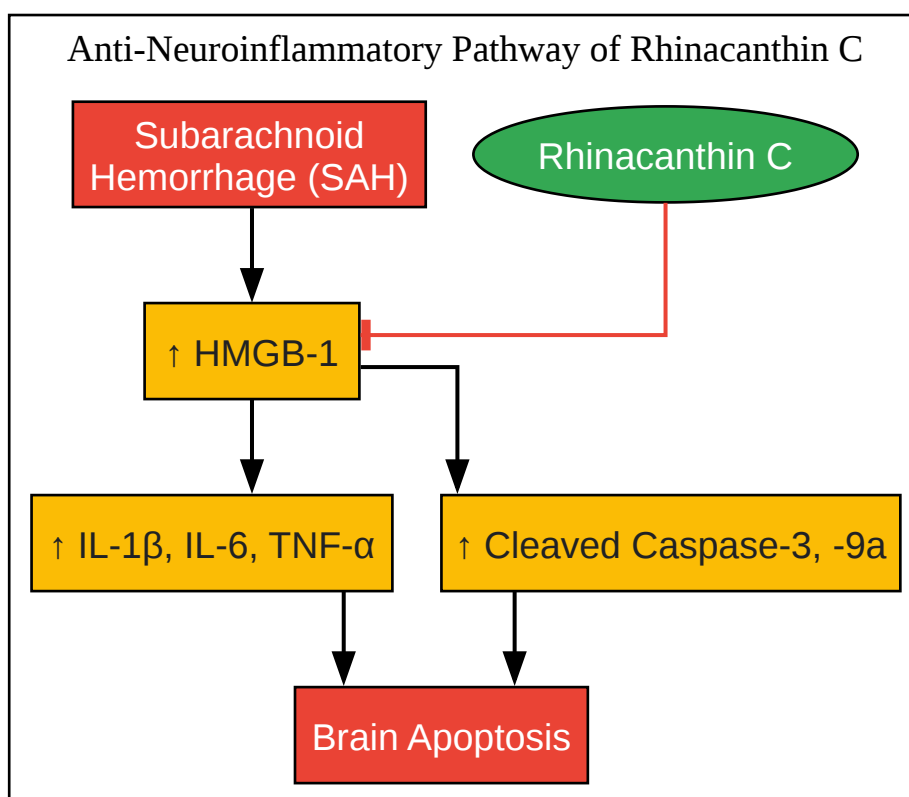 Anti-Neuroinflammatory Pathway of Rhinacanthin C
Subarachnoid
Hemorrhage (SAH)
Rhinacanthin C
↑ HMGB-1
↑ IL-1β, IL-6, TNF-α
↑ Cleaved Caspase-3, -9a
Brain Apoptosis